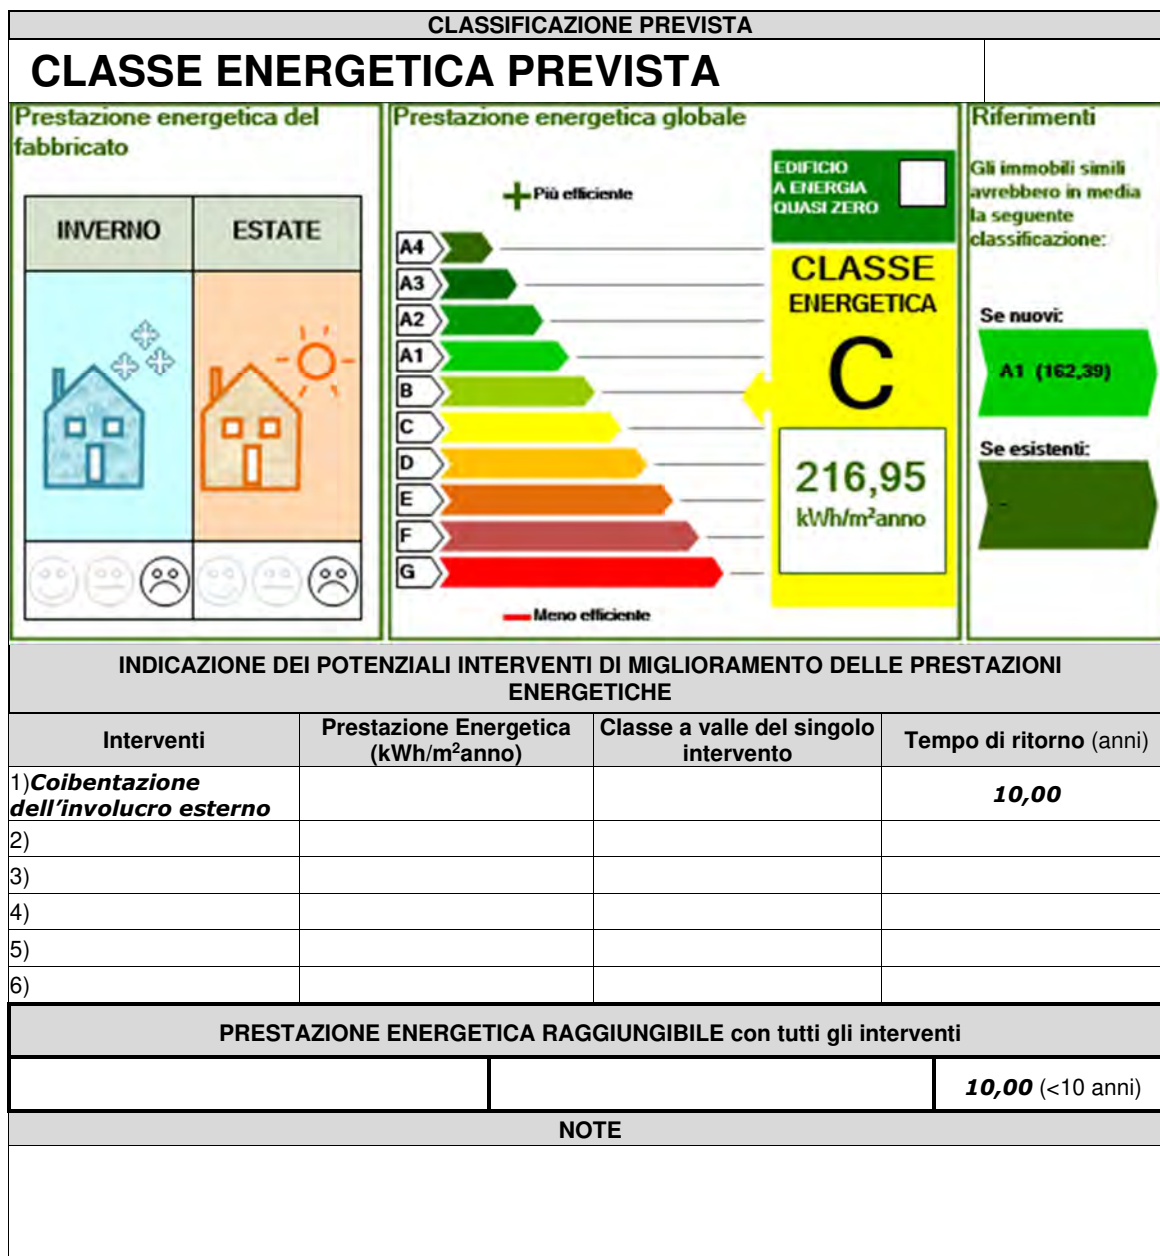 CLASSIFICAZIONE PREVISTA
CLASSE ENERGETICA PREVISTA
Prestazione energetica del
fabbricato
INVERNO
ESTATE
Prestazione energetica globale
Più efficiente
A4
A3
A2
A1
B
C
D
E
F
G
Meno efficiente
EDIFICIO
A ENERGIA
QUASI ZERO
CLASSE
ENERGETICA
C
216,95
kWh/m²anno
Riferimenti
Gli immobili simili
avrebbero in media
la seguente
classificazione:
Se nuovi:
A1 (162,39)
Se esistenti:
-
INDICAZIONE DEI POTENZIALI INTERVENTI DI MIGLIORAMENTO DELLE PRESTAZIONI
ENERGETICHE
Interventi
Prestazione Energetica
(kWh/m²anno)
Classe a valle del singolo
intervento
Tempo di ritorno (anni)
1)Coibentazione
dell'involucro esterno
10,00
2)
3)
4)
5)
6)
PRESTAZIONE ENERGETICA RAGGIUNGIBILE con tutti gli interventi
10,00 (<10 anni)
NOTE